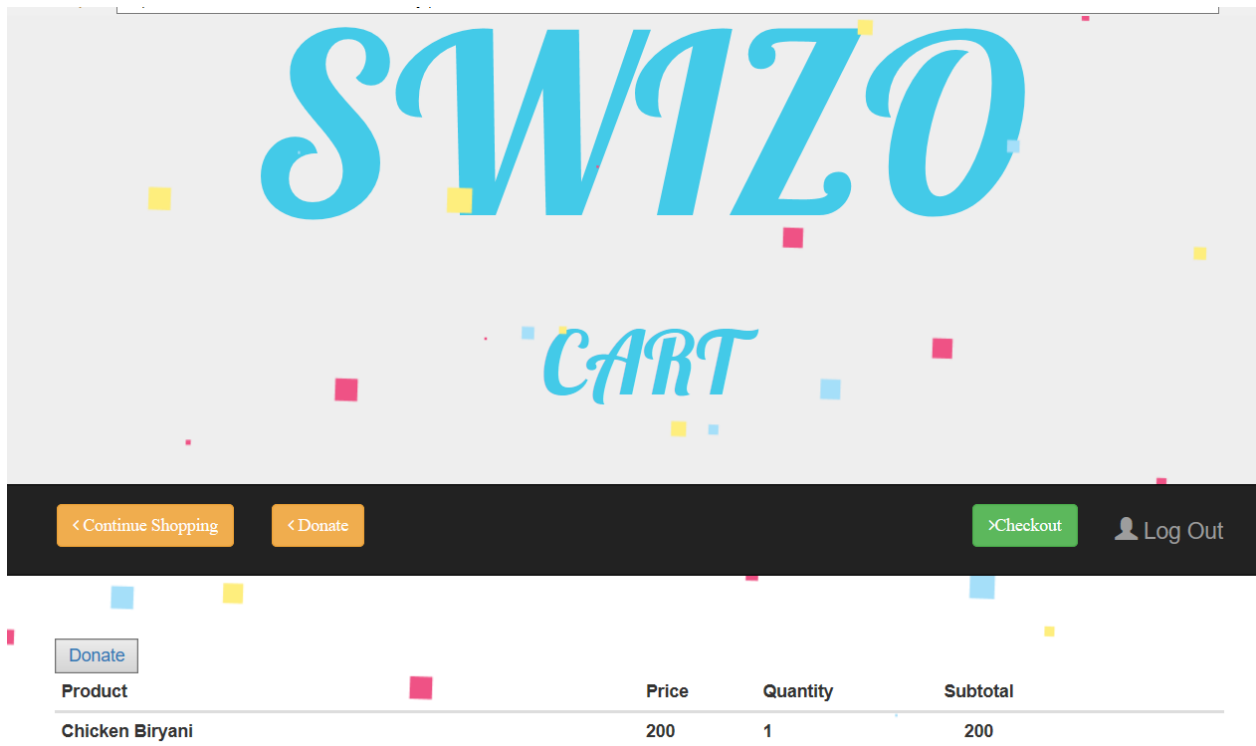 SWIZO
CART
< Continue Shopping < Donate >Checkout Log Out
Donate
Product Price Quantity Subtotal
Chicken Biryani 200 1 200